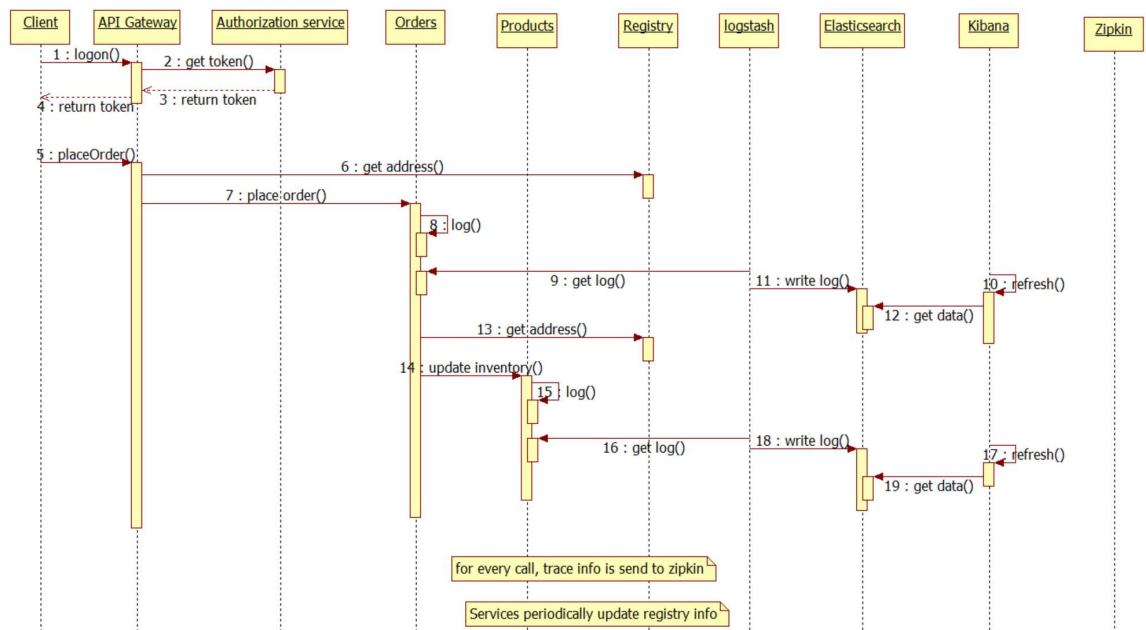 Client
API Gateway
Authorization service
Orders
Products
Registry
logstash
Elasticsearch
Kibana
Zipkin
1 : logon()
2 : get token()
3 : return token
4 : return token
5 : placeOrder()
6 : get address()
7 : place order()
8 : log()
9 : get log()
11 : write log()
10 : refresh()
12 : get data()
13 : get address()
14 : update inventory()
15 : log()
16 : get log()
18 : write log()
17 : refresh()
19 : get data()
for every call, trace info is send to zipkin
Services periodically update registry info